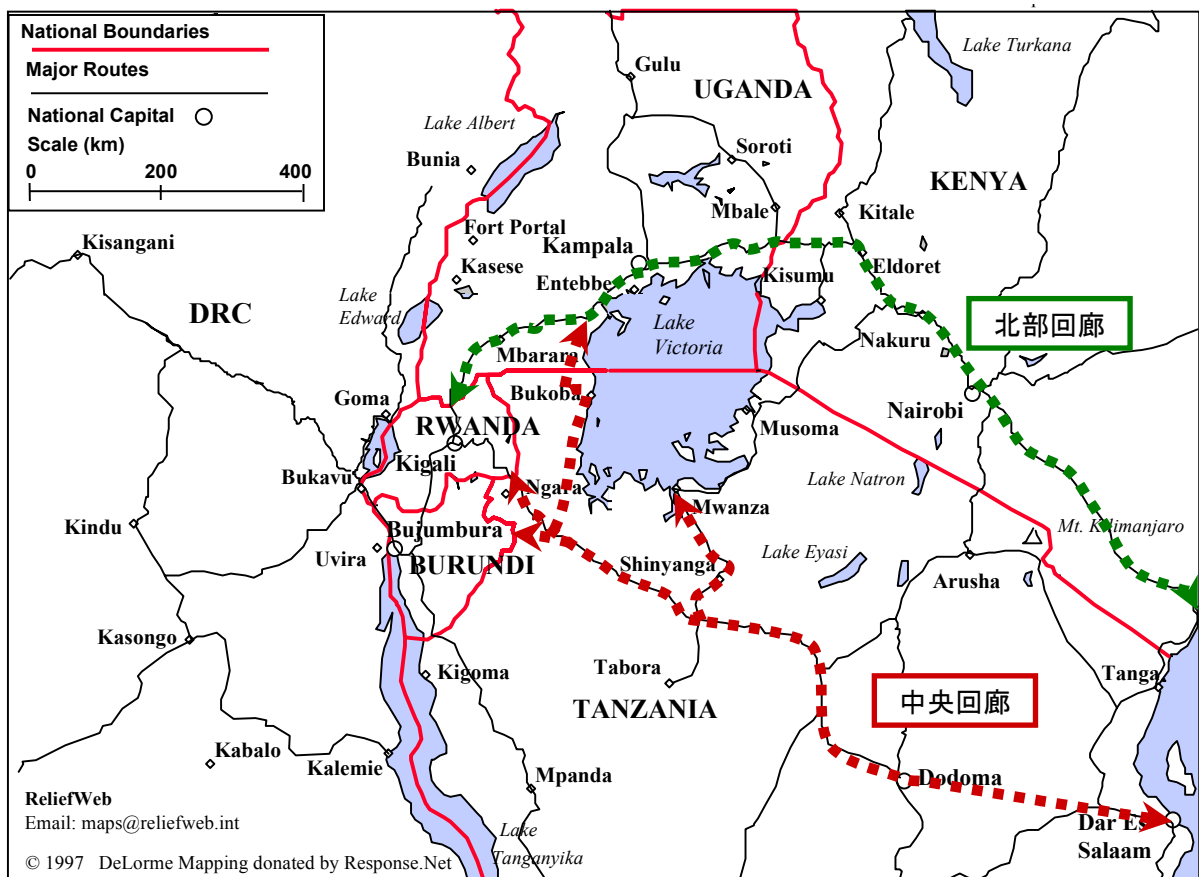 National Boundaries
Major Routes
National Capital
Scale (km)
0 200 400
Lake Turkana
Gulu
UGANDA
Lake Albert
Bunia
Soroti
KENYA
Mbale
Kitale
Kisangani
Fort Portal
Kampala
Kasese
Entebbe
Kisumu
Eldoret
DRC
Lake
Edward
Lake
Victoria
北部回廊
Nakuru
Mbarara
Bukoba
Goma
RWANDA
Nairobi
Musoma
Kigali
Bukavu
Ngara
Lake Natron
Mwanza
Kindu
Bujumbura
Mt. Kilimanjaro
Uvira
BURUNDI
Shinyanga
Lake Eyasi
Arusha
Kasongo
Kigoma
Tabora
Tanga
TANZANIA
中央回廊
Kabalo
Kalemie
Mpanda
Dodoma
ReliefWeb
Email: maps@reliefweb.int
Dar Es
Salaam
Lake
Tanganyika
© 1997 DeLorme Mapping donated by Response.Net